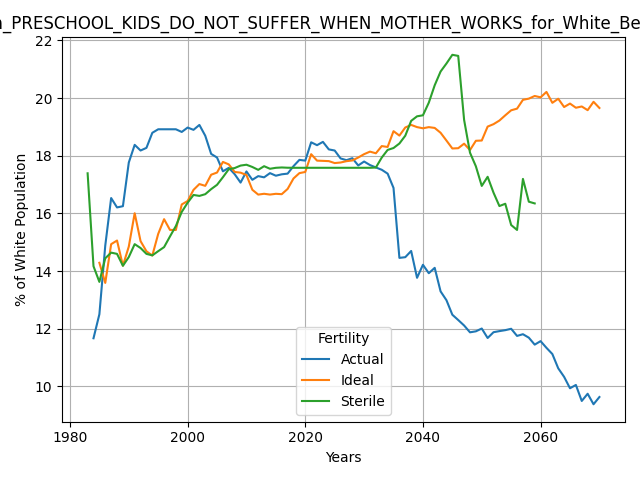 _PRESCHOOL_KIDS_DO_NOT_SUFFER_WHEN_MOTHER_WORKS_for_White_Be
22
20
18
16
14
12
10
% of White Population
Fertility
Actual
Ideal
Sterile
1980
2000
2020
2040
2060
Years